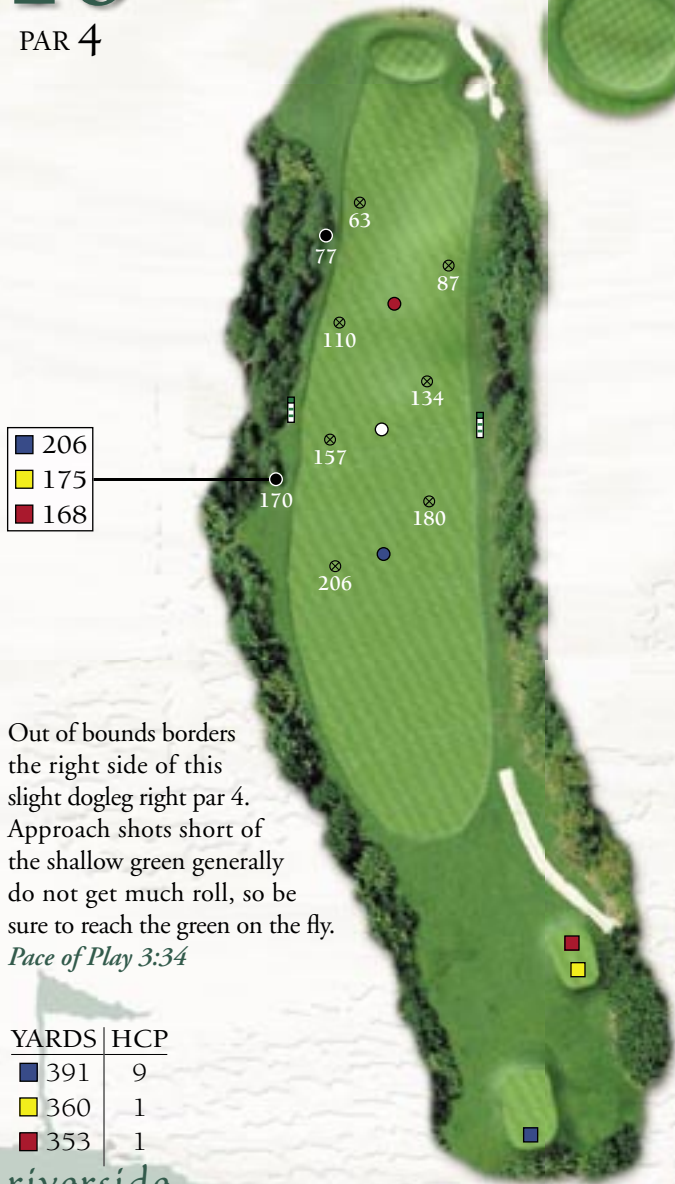 PAR 4
63
77
87
110
134
157
170
180
206
206
175
168
Out of bounds borders
the right side of this
slight dogleg right par 4.
Approach shots short of
the shallow green generally
do not get much roll, so be
sure to reach the green on the fly.
Pace of Play 3:34
YARDS HCP
391 9
360 1
353 1
riverside